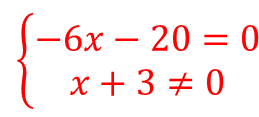 −6x − 20 = 0
x + 3 ≠ 0